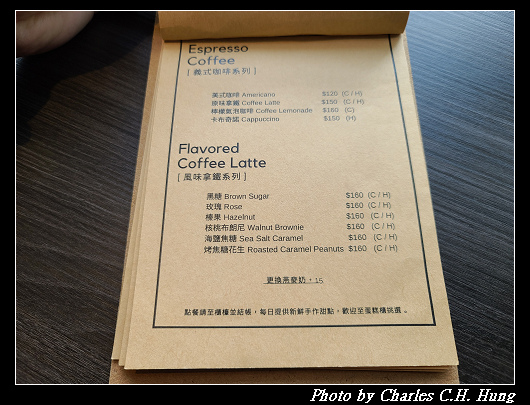 Espresso
Coffee
[ 義式咖啡系列 ]
美式咖啡 Americano $120 (C / H)
原味拿鐵 Coffee Latte $150 (C / H)
檸檬氣泡咖啡 Coffee Lemonade $160 (C)
卡布奇諾 Cappuccino $150 (H)
Flavored
Coffee Latte
[ 風味拿鐵系列 ]
黑糖 Brown Sugar $160 (C / H)
玫瑰 Rose $160 (C / H)
榛果 Hazelnut $160 (C / H)
核桃布朗尼 Walnut Brownie $160 (C / H)
海鹽焦糖 Sea Salt Caramel $160 (C / H)
烤焦糖花生 Roasted Caramel Peanuts $160 (C / H)
更換燕麥奶 + 15
點餐請至櫃檯並結帳，每日提供新鮮手作甜點，歡迎至蛋糕櫃挑選。
Photo by Charles C.H. Hung